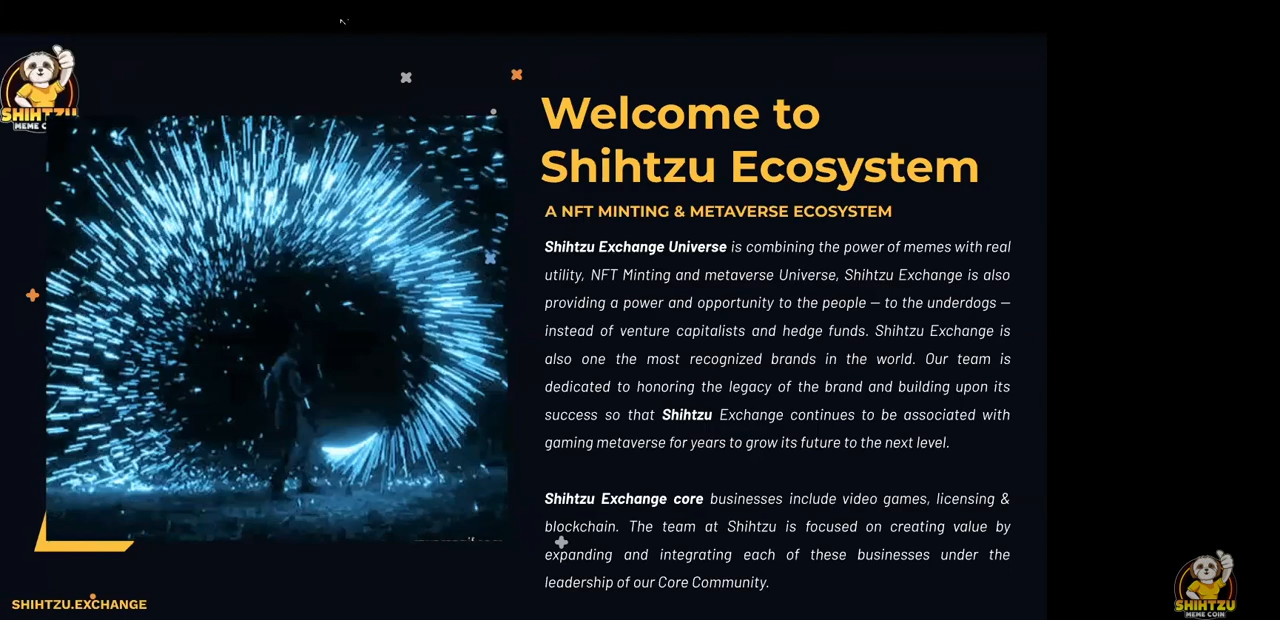 SHIHTZU
MEME C
Welcome to
Shihtzu Ecosystem
A NFT MINTING & METAVERSE ECOSYSTEM
Shihtzu Exchange Universe is combining the power of memes with real
utility, NFT Minting and metaverse Universe, Shihtzu Exchange is also
providing a power and opportunity to the people — to the underdogs —
instead of venture capitalists and hedge funds. Shihtzu Exchange is
also one the most recognized brands in the world. Our team is
dedicated to honoring the legacy of the brand and building upon its
success so that Shihtzu Exchange continues to be associated with
gaming metaverse for years to grow its future to the next level.
Shihtzu Exchange core businesses include video games, licensing &
blockchain. The team at Shihtzu is focused on creating value by
expanding and integrating each of these businesses under the
leadership of our Core Community.
SHIHTZU.EXCHANGE
SHIHTZU
MEME COIN